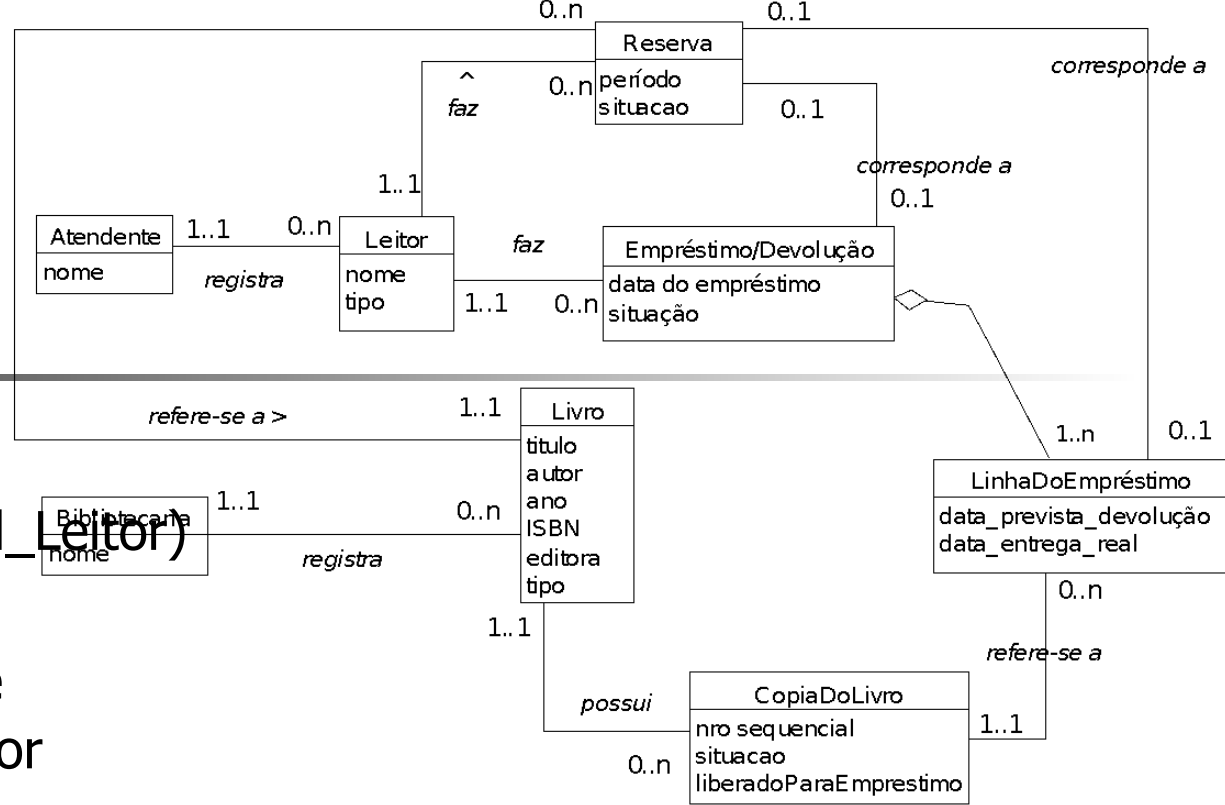 0..n
0..1
Reserva
período
situacao
^
faz
0..n
0..1
corresponde a
corresponde a
0..1
1..1
Atendente
nome
1..1
0..n
registra
Leitor
nome
tipo
faz
1..1
0..n
Empréstimo/Devolução
data do empréstimo
situação
refere-se a >
1..1
Livro
titulo
autor
ano
ISBN
editora
tipo
1..n
0..1
LinhaDoEmpréstimo
data_prevista_devolução
data_entrega_real
Bibliotecaria
nome
_Leitor)
1..1
0..n
registra
0..n
refere-se a
1..1
possui
0..n
CopiaDoLivro
nro sequencial
situacao
liberadoParaEmprestimo
1..1
e
or